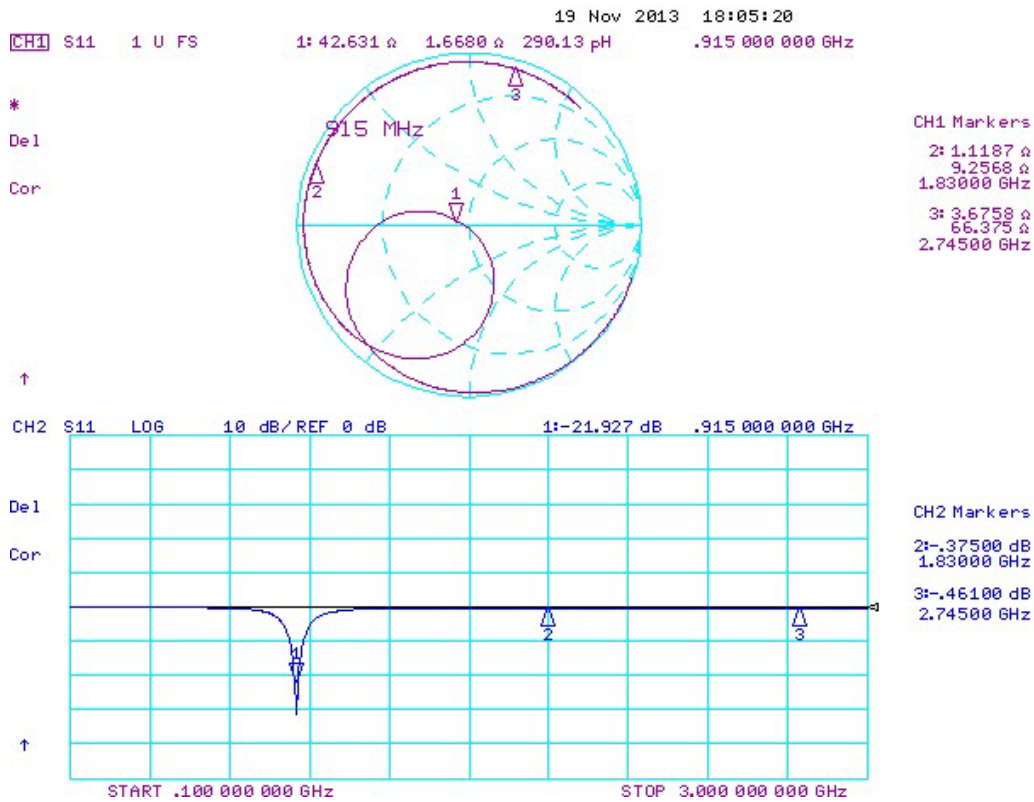 19 Nov 2013 18:05:20
CH1 S11 1 U FS 1: 42.631 Ω 1.6680 Ω 290.13 pH .915 000 000 GHz
*
Del
Cor
↑
915 MHz
1
2
3
CH1 Markers
2: 1.1187 Ω
9.2568 Ω
1.83000 GHz
3: 3.6758 Ω
66.375 Ω
2.74500 GHz
CH2 S11 LOG 10 dB/REF 0 dB 1:-21.927 dB .915 000 000 GHz
Del
Cor
↑
1
2
3
CH2 Markers
2:-.37500 dB
1.83000 GHz
3:-.46100 dB
2.74500 GHz
START .100 000 000 GHz STOP 3.000 000 000 GHz